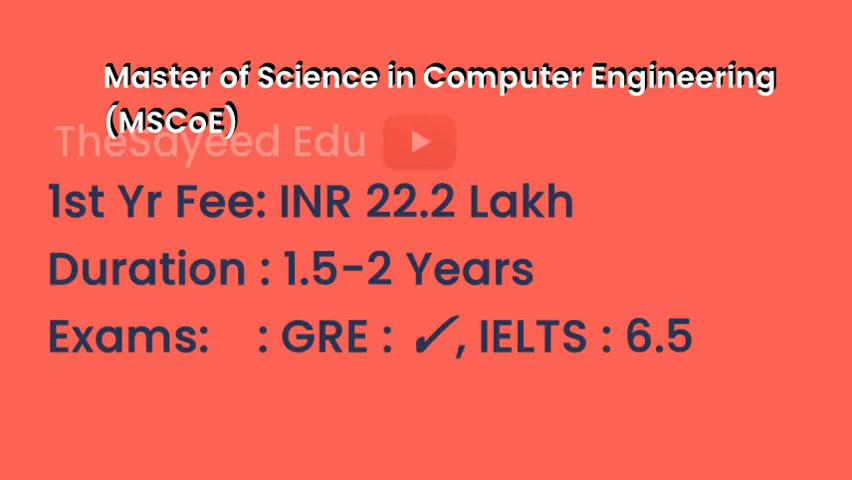 Master of Science in Computer Engineering
(MSCoE)
TheSayeed Edu
1st Yr Fee: INR 22.2 Lakh
Duration : 1.5-2 Years
Exams: : GRE : ✓, IELTS : 6.5